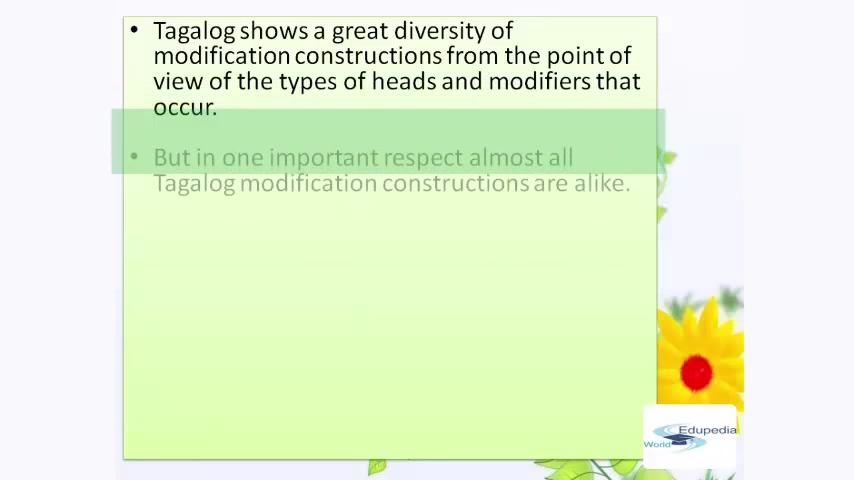 • Tagalog shows a great diversity of
modification constructions from the point of
view of the types of heads and modifiers that
occur.
• But in one important respect almost all
Tagalog modification constructions are alike.
Edupedia
World